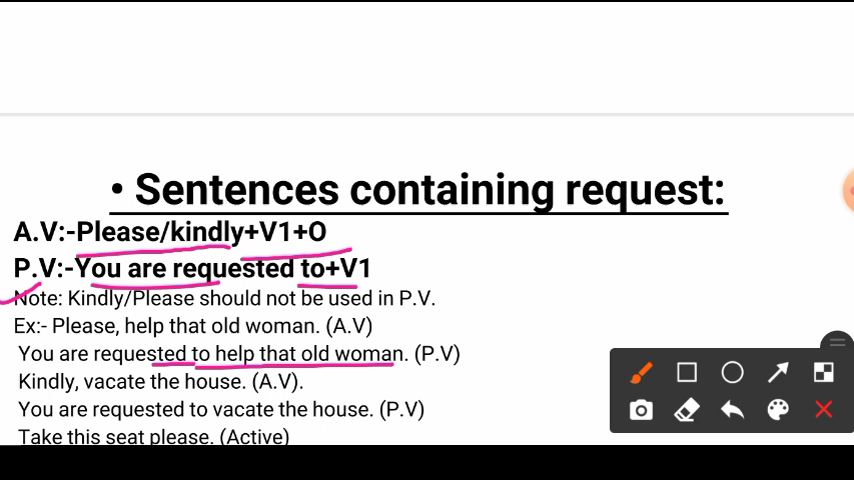 • Sentences containing request:
A.V:-Please/kindly+V1+O
P.V:-You are requested to+V1
Note: Kindly/Please should not be used in P.V.
Ex:- Please, help that old woman. (A.V)
You are requested to help that old woman. (P.V)
Kindly, vacate the house. (A.V).
You are requested to vacate the house. (P.V)
Take this seat please. (Active)